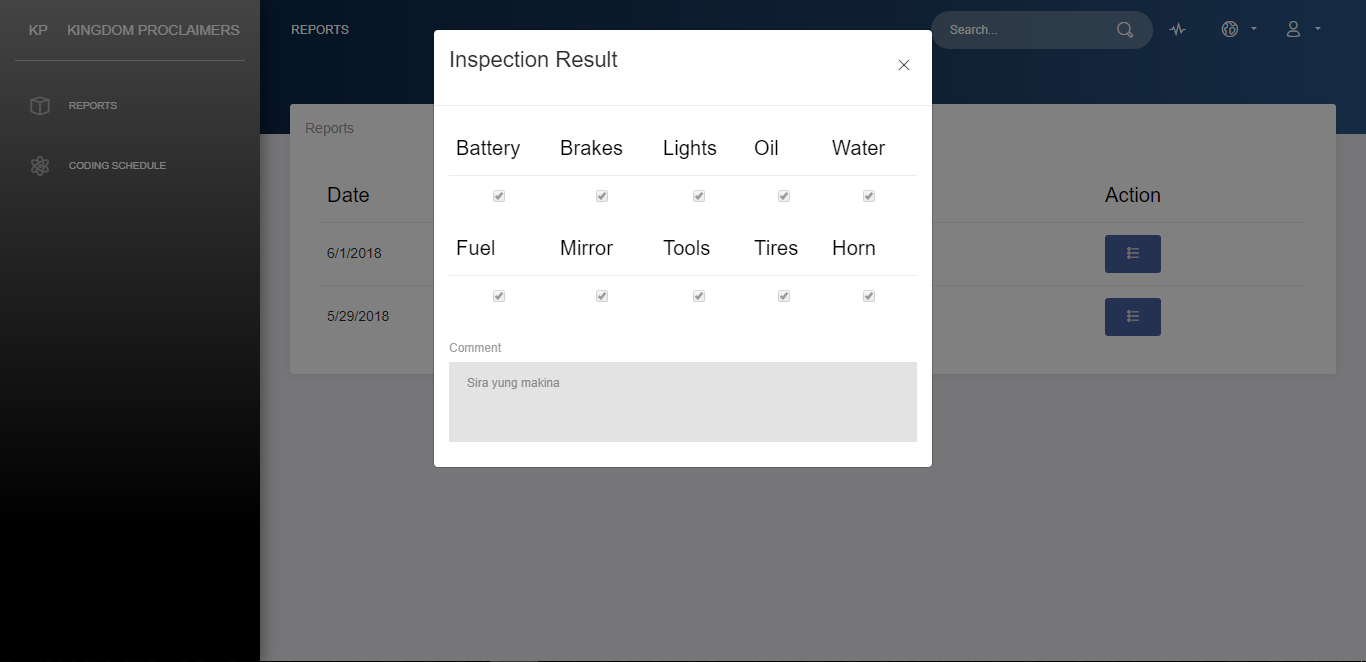 KP KINGDOM PROCLAIMERS
REPORTS
CODING SCHEDULE
REPORTS
Search...
Reports
Date Action
6/1/2018
5/29/2018
Inspection Result
Battery Brakes Lights Oil Water
Fuel Mirror Tools Tires Horn
Comment
Sira yung makina